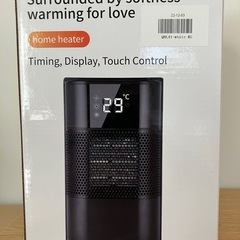 Surrounded by softness
warming for love
home heater
Timing, Display, Touch Control
29°C